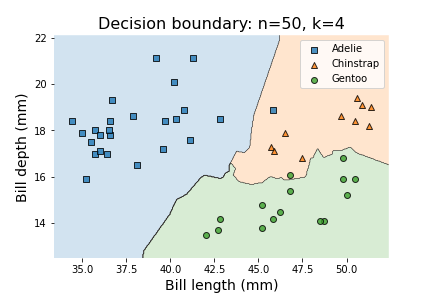 Decision boundary: n=50, k=4
Adelie
Chinstrap
Gentoo
22
20
18
16
14
Bill depth (mm)
35.0 37.5 40.0 42.5 45.0 47.5 50.0
Bill length (mm)